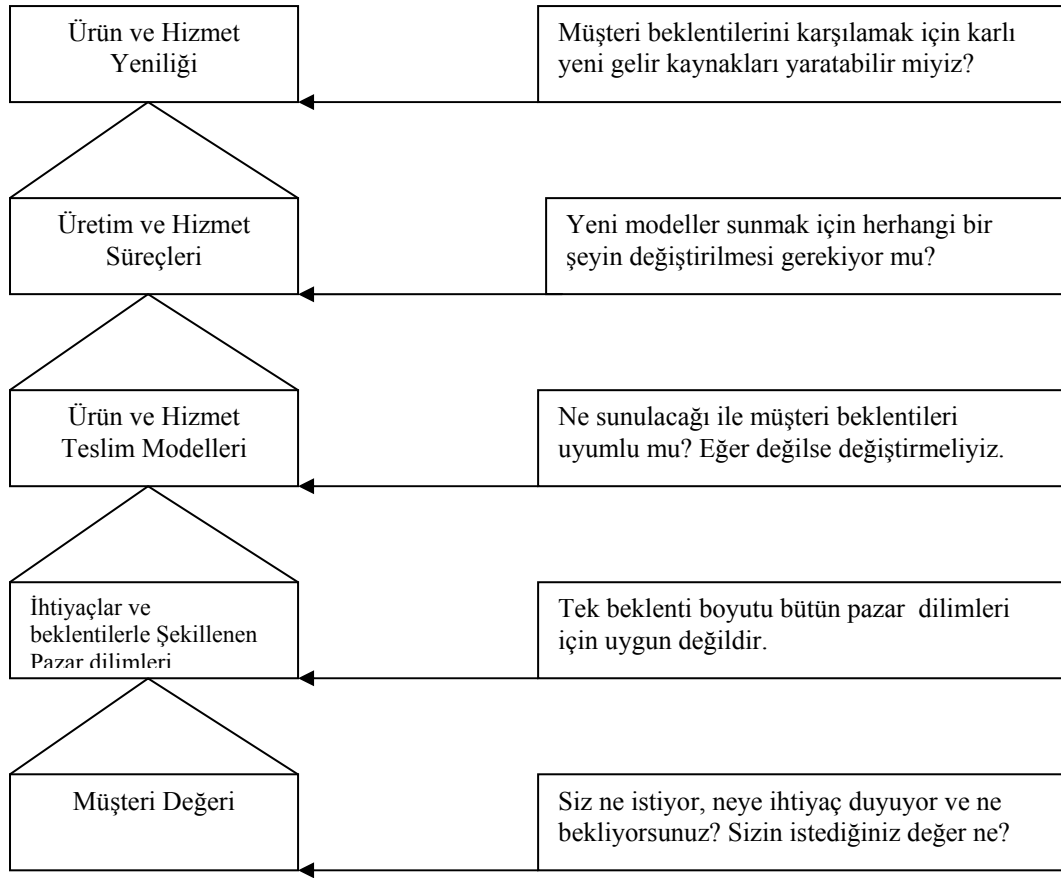 Ürün ve Hizmet
Yeniliği
Müşteri beklentilerini karşılamak için karlı
yeni gelir kaynakları yaratabilir miyiz?
Üretim ve Hizmet
Süreçleri
Yeni modeller sunmak için herhangi bir
şeyin değiştirilmesi gerekiyor mu?
Ürün ve Hizmet
Teslim Modelleri
Ne sunulacağı ile müşteri beklentileri
uyumlu mu? Eğer değilse değiştirmeliyiz.
İhtiyaçlar ve
beklentilerle Şekillenen
Pazar dilimleri
Tek beklenti boyutu bütün pazar dilimleri
için uygun değildir.
Müşteri Değeri
Siz ne istiyor, neye ihtiyaç duyuyor ve ne
bekliyorsunuz? Sizin istediğiniz değer ne?